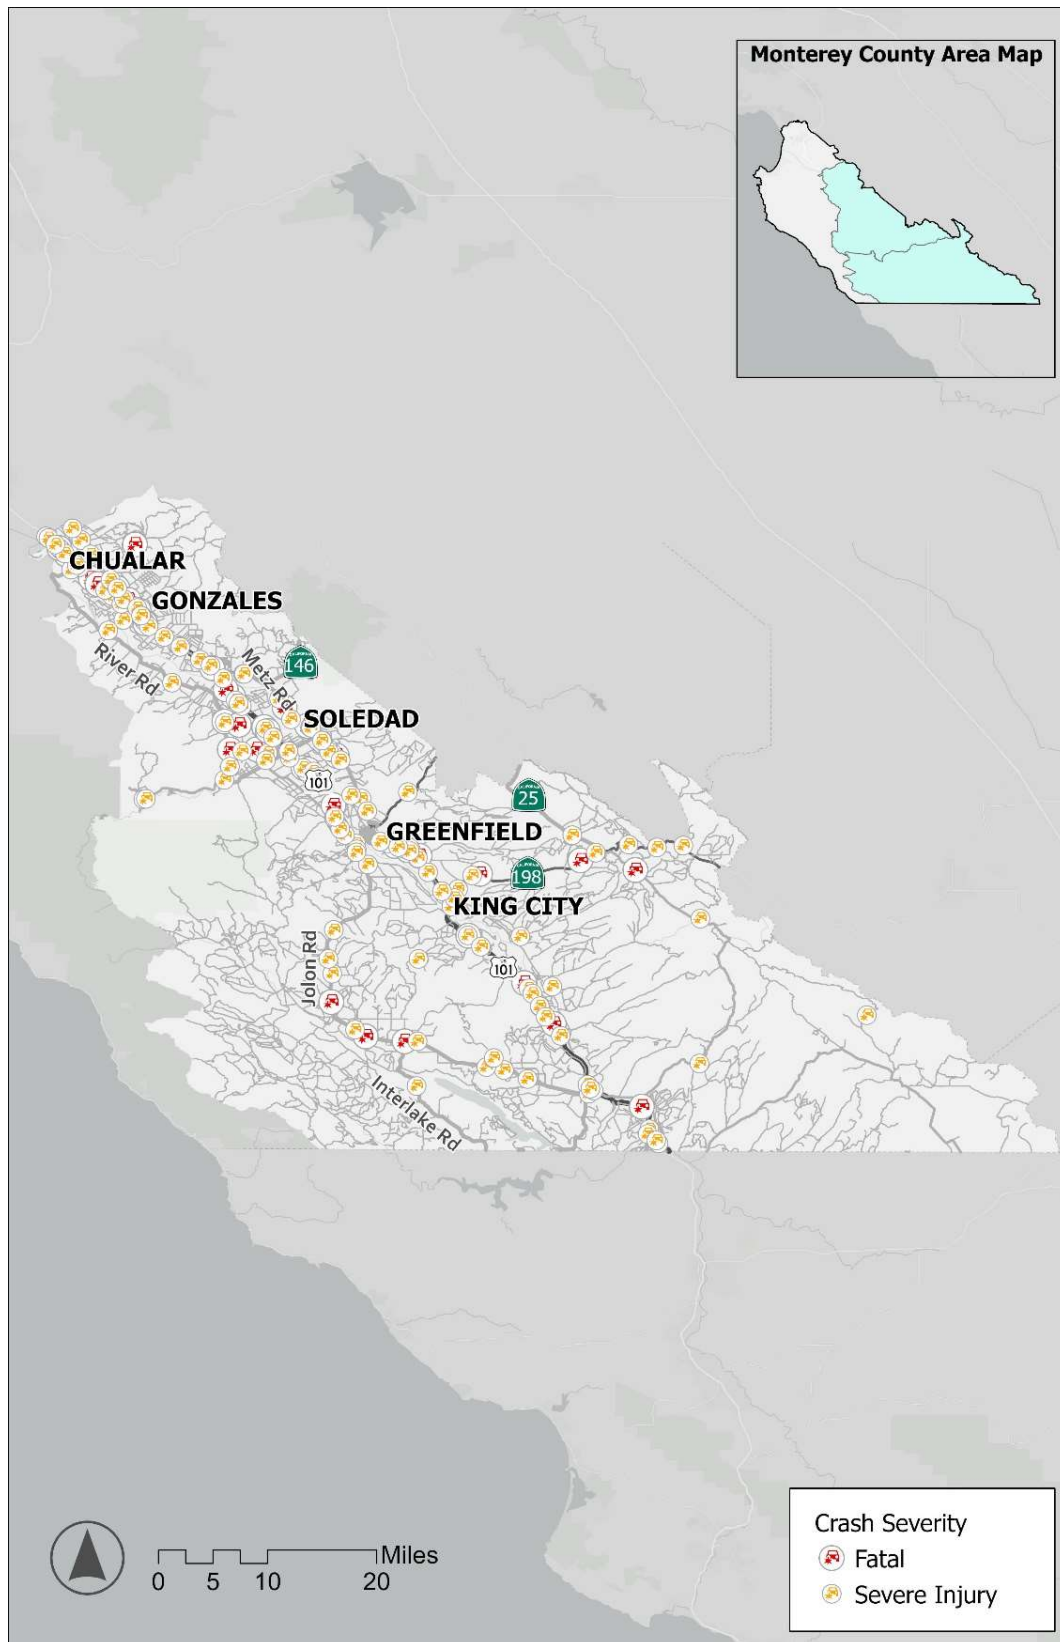 Monterey County Area Map
CHUALAR
GONZALES
River Rd
Metz Rd
146
SOLEDAD
101
25
GREENFIELD
198
KING CITY
Jolon Rd
101
Interlake Rd
Miles
0 5 10 20
Crash Severity
Fatal
Severe Injury